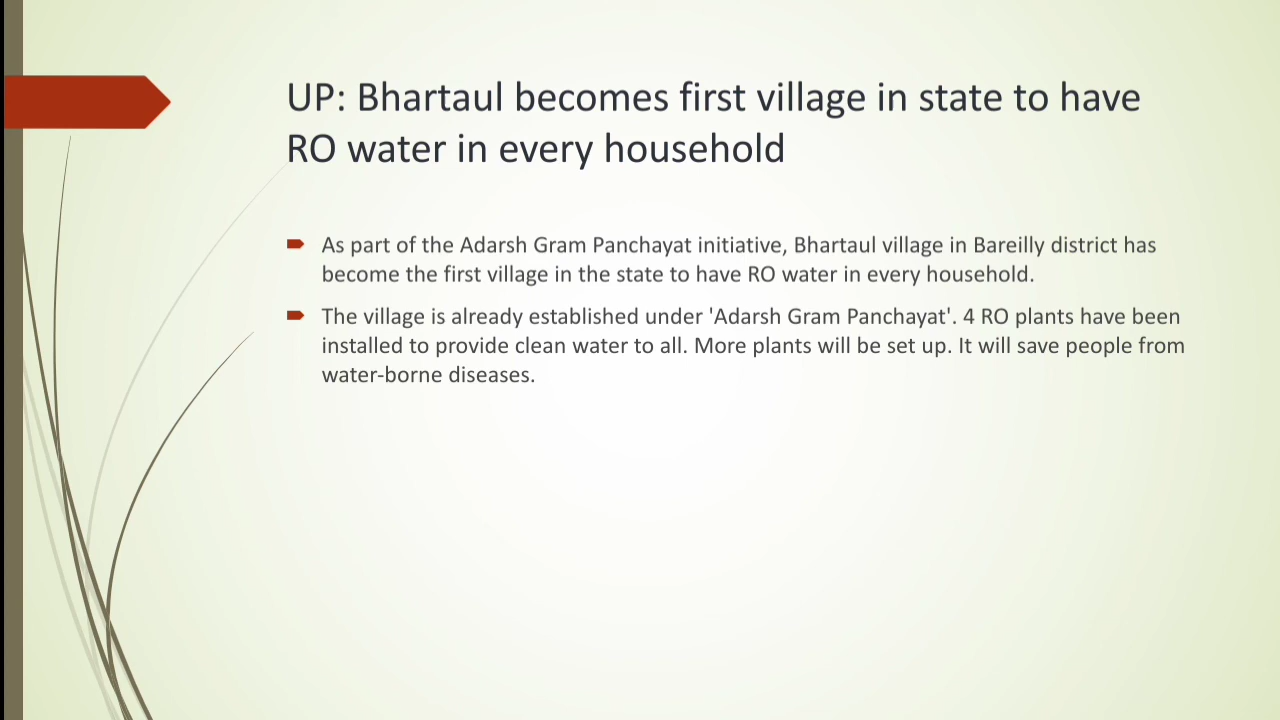 UP: Bhartaul becomes first village in state to have
RO water in every household
As part of the Adarsh Gram Panchayat initiative, Bhartaul village in Bareilly district has
become the first village in the state to have RO water in every household.
The village is already established under 'Adarsh Gram Panchayat'. 4 RO plants have been
installed to provide clean water to all. More plants will be set up. It will save people from
water-borne diseases.